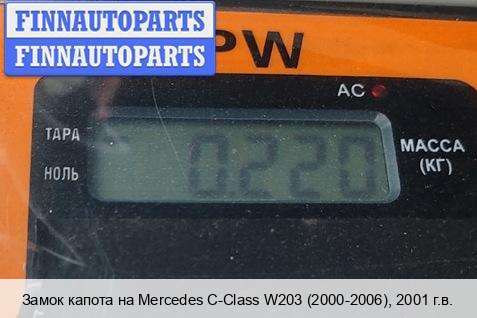 FINNAUTOPARTS
FINNAUTOPARTS
PW
AC
ТАРА
НОЛЬ
0.220
МАССА
(КГ)
Замок капота на Mercedes C-Class W203 (2000-2006), 2001 г.в.